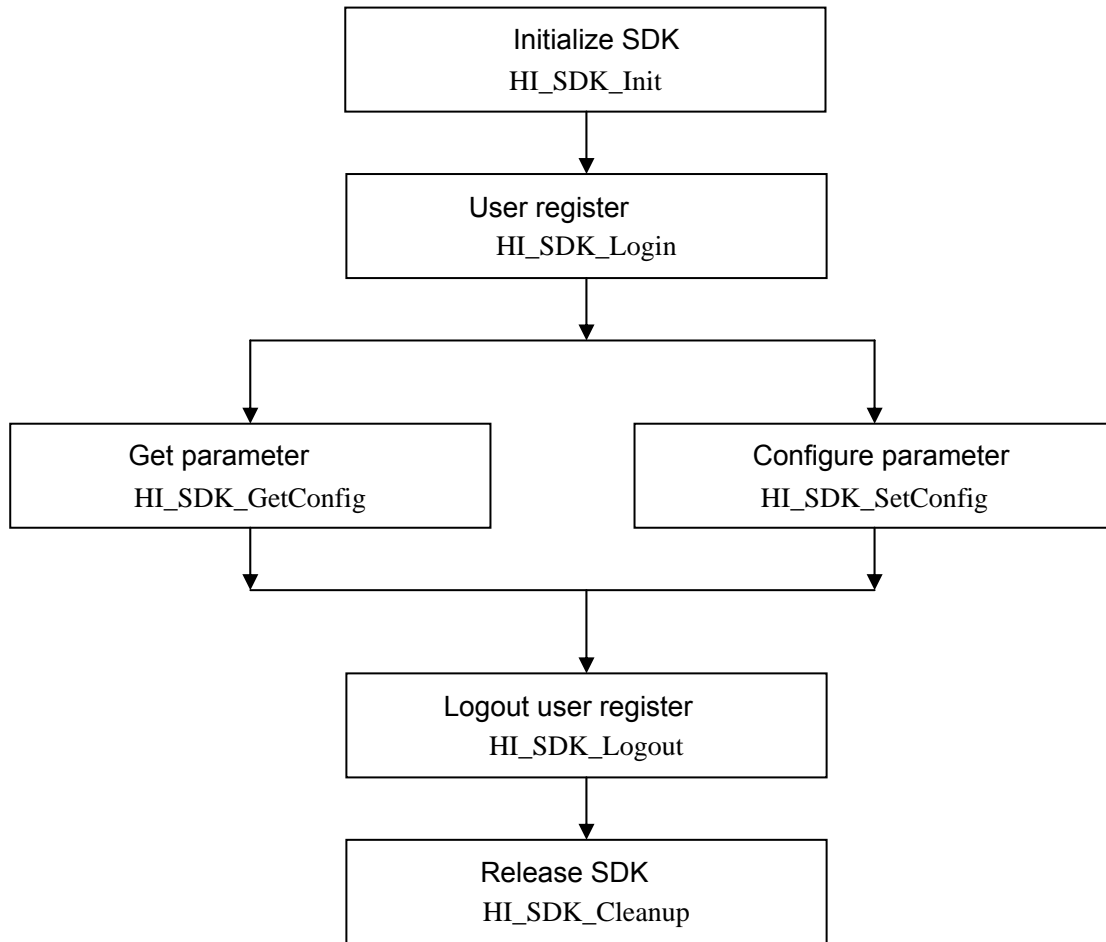 Initialize SDK
HI_SDK_Init
User register
HI_SDK_Login
Get parameter
HI_SDK_GetConfig
Configure parameter
HI_SDK_SetConfig
Logout user register
HI_SDK_Logout
Release SDK
HI_SDK_Cleanup